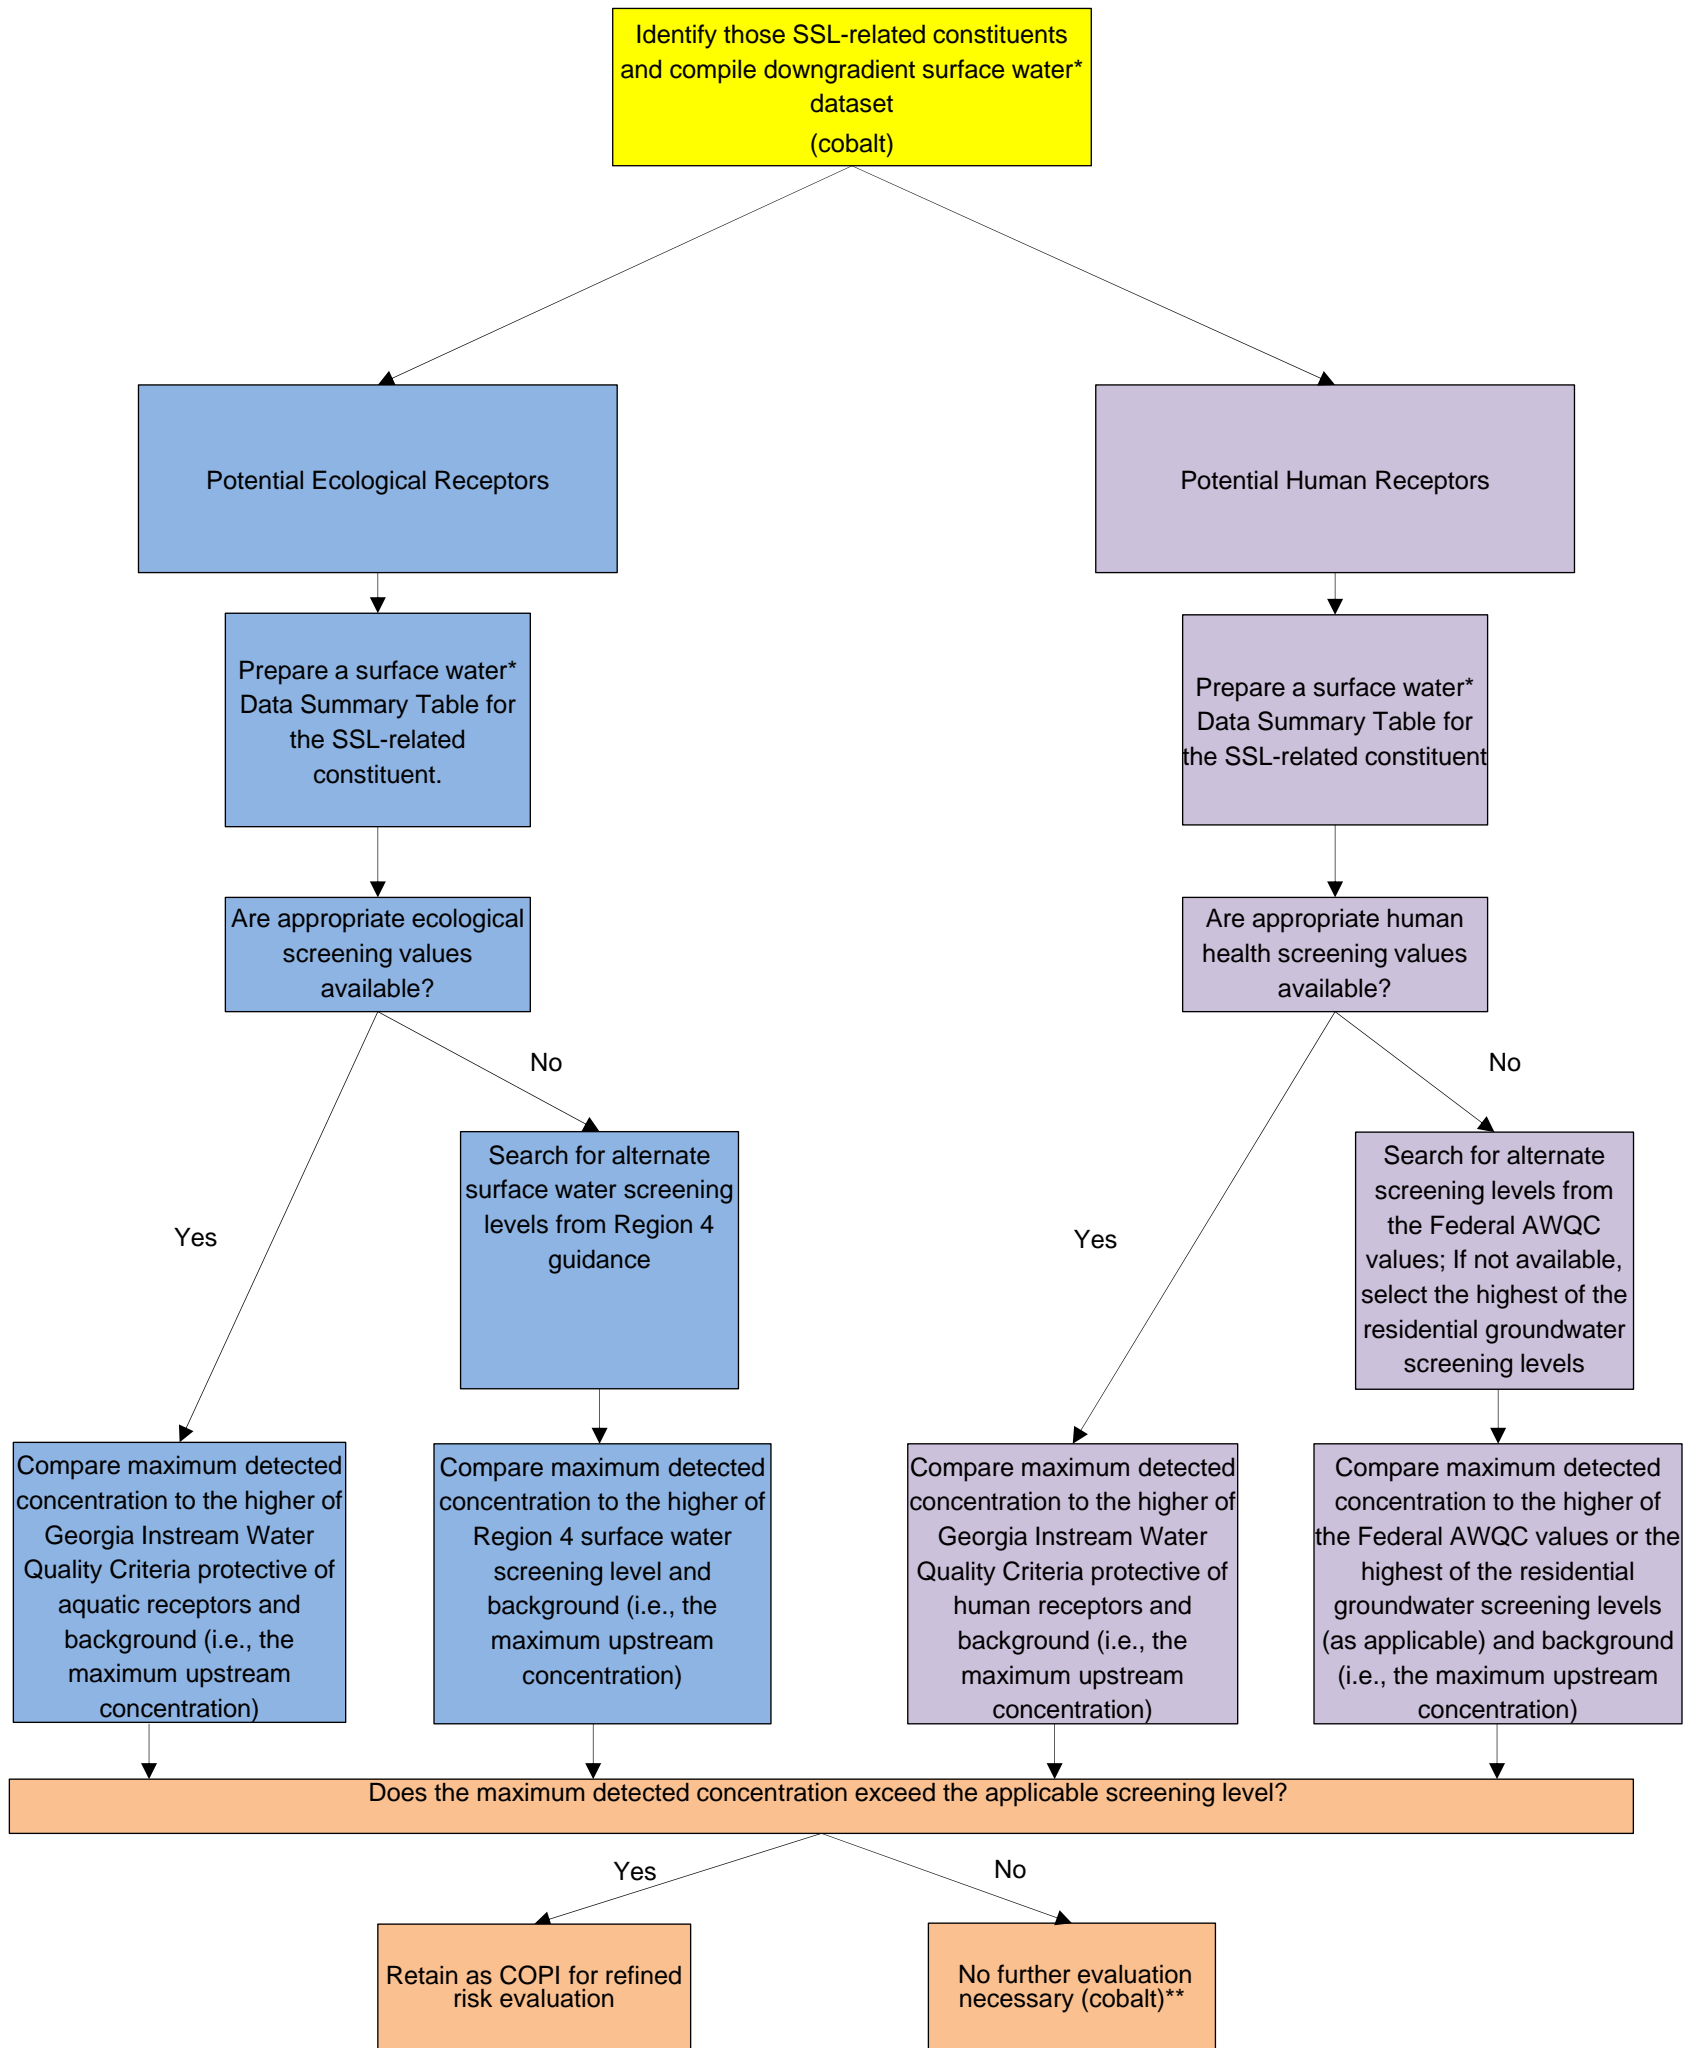 Identify those SSL-related constituents
and compile downgradient surface water*
dataset
(cobalt)
Potential Ecological Receptors
Potential Human Receptors
Prepare a surface water*
Data Summary Table for
the SSL-related
constituent.
Prepare a surface water*
Data Summary Table for
the SSL-related constituent
Are appropriate ecological
screening values
available?
Are appropriate human
health screening values
available?
No
No
Search for alternate
surface water screening
levels from Region 4
guidance
Search for alternate
screening levels from
the Federal AWQC
values; If not available,
select the highest of the
residential groundwater
screening levels
Yes
Yes
Compare maximum detected
concentration to the higher of
Georgia Instream Water
Quality Criteria protective of
aquatic receptors and
background (i.e., the
maximum upstream
concentration)
Compare maximum detected
concentration to the higher of
Region 4 surface water
screening level and
background (i.e., the
maximum upstream
concentration)
Compare maximum detected
concentration to the higher of
Georgia Instream Water
Quality Criteria protective of
human receptors and
background (i.e., the
maximum upstream
concentration)
Compare maximum detected
concentration to the higher of
the Federal AWQC values or the
highest of the residential
groundwater screening levels
(as applicable) and background
(i.e., the maximum upstream
concentration)
Does the maximum detected concentration exceed the applicable screening level?
Yes
No
Retain as COPI for refined
risk evaluation
No further evaluation
necessary (cobalt)**